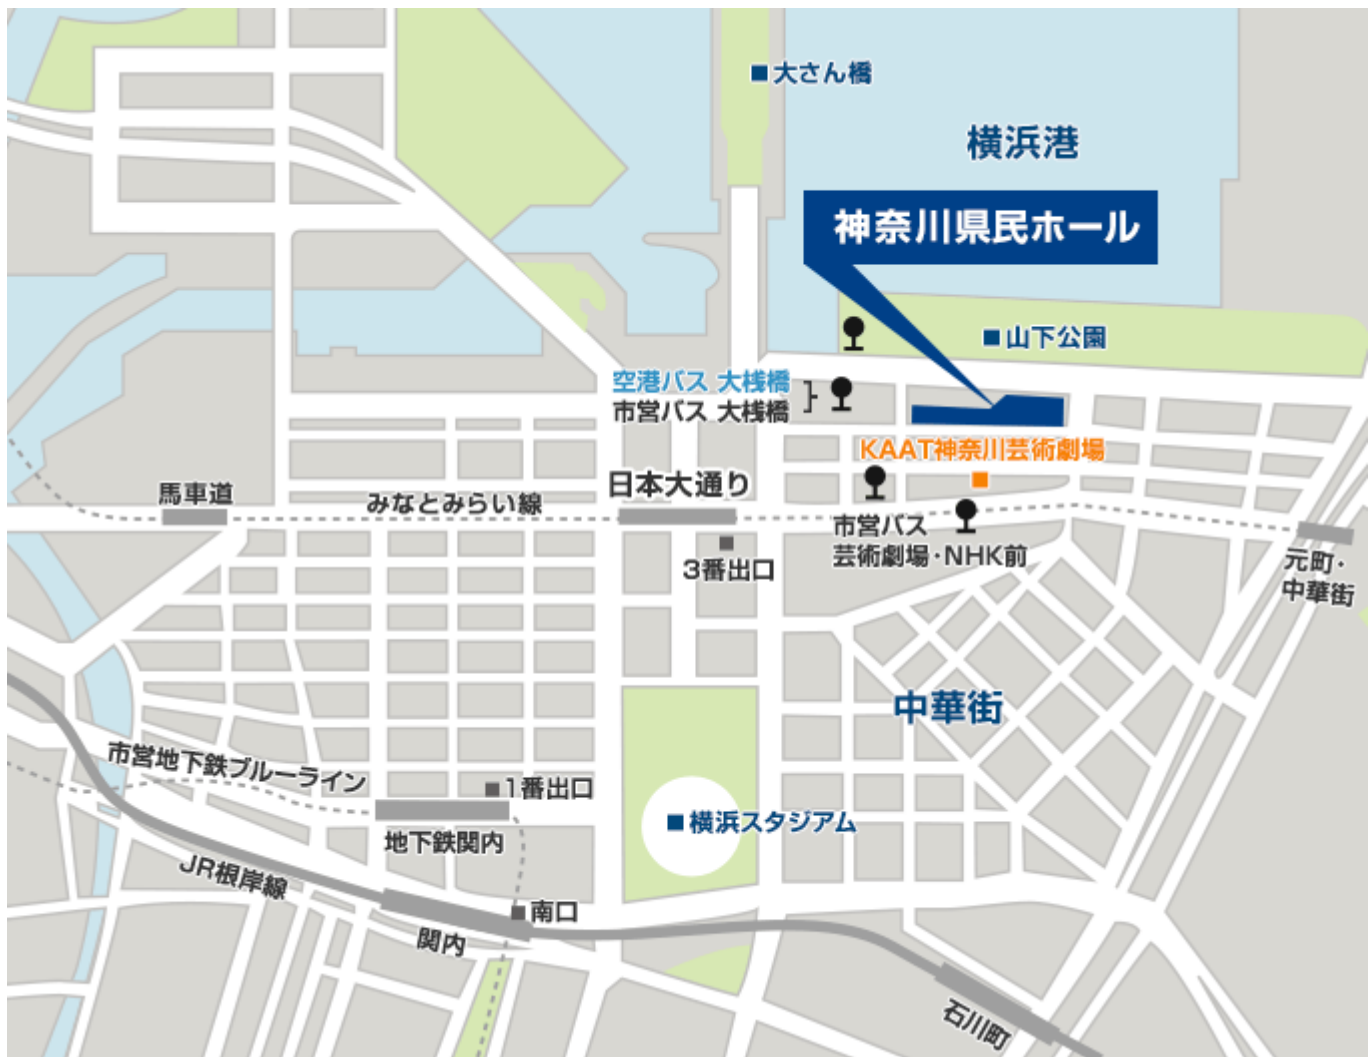 大さん橋
横浜港
神奈川県民ホール
山下公園
空港バス 大桟橋
市営バス 大桟橋
KAAT神奈川芸術劇場
日本大通り
馬車道
みなとみらい線
市営バス
芸術劇場・NHK前
3番出口
元町・
中華街
中華街
市営地下鉄ブルーライン
1番出口
横浜スタジアム
地下鉄関内
JR根岸線
南口
関内
石川町